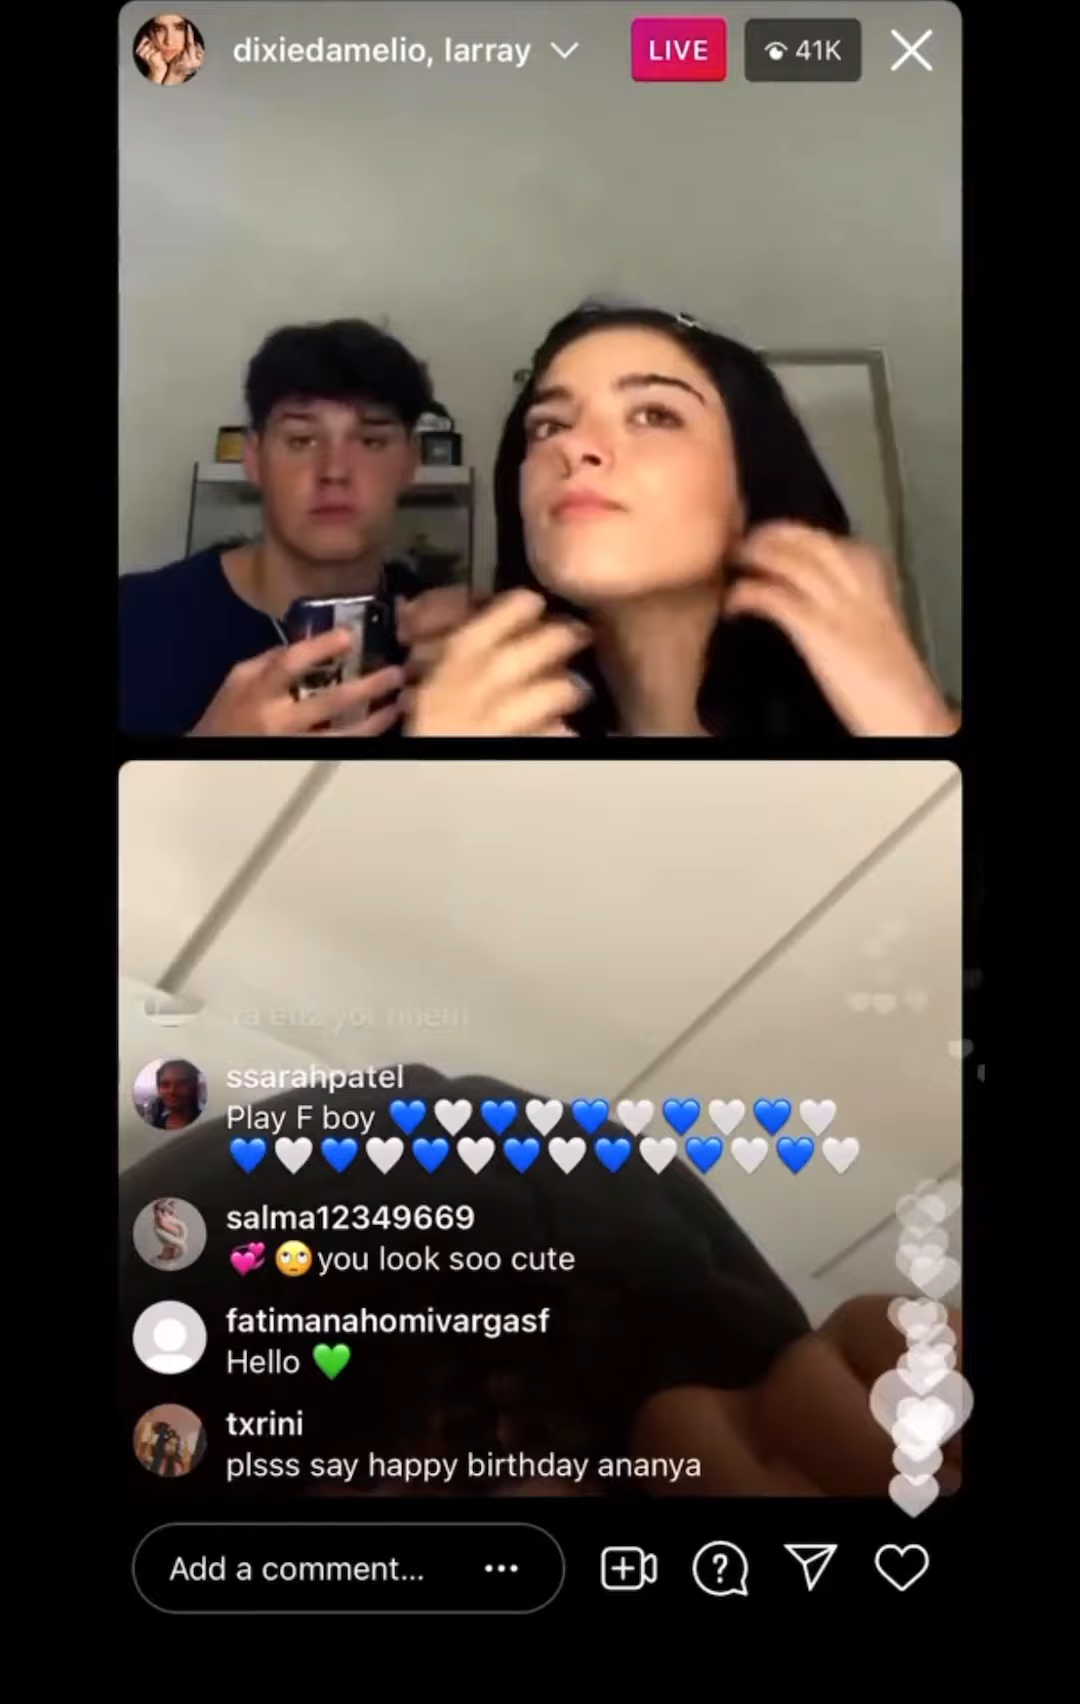 dixiedamelio, larray
LIVE
41K
ssarahpatel
Play F boy 💙🤍💙🤍💙🤍💙🤍💙🤍
💙🤍💙🤍💙🤍💙🤍💙🤍💙🤍💙🤍
salma12349669
💞🙄you look soo cute
fatimanahomivargasf
Hello 💚
txrini
plsss say happy birthday ananya
Add a comment...